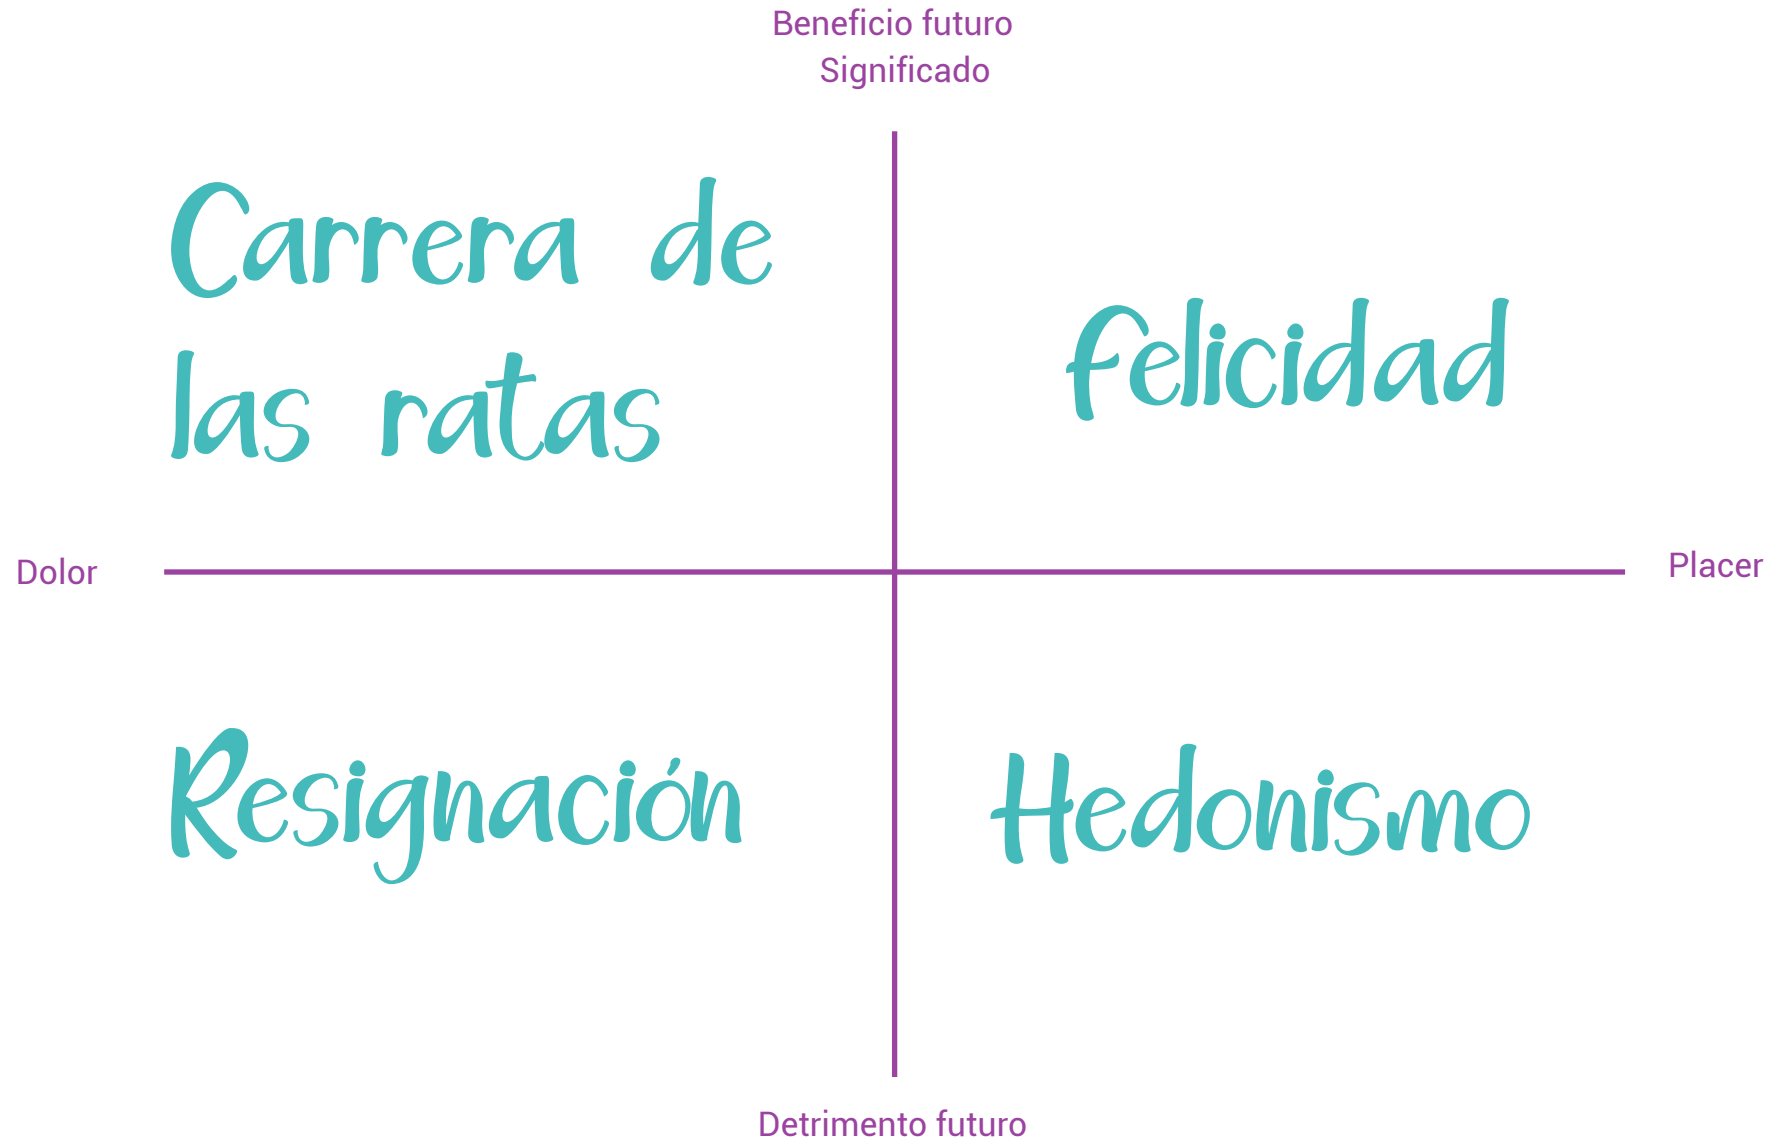 Beneficio futuro
Significado
Carrera de
las ratas
felicidad
Dolor
Placer
Resignación
Hedonismo
Detrimento futuro